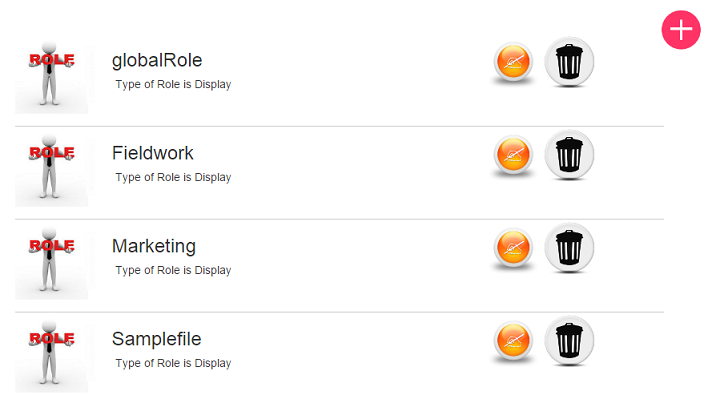 ROLE
globalRole
Type of Role is Display
ROLE
Fieldwork
Type of Role is Display
ROLE
Marketing
Type of Role is Display
ROLE
Samplefile
Type of Role is Display